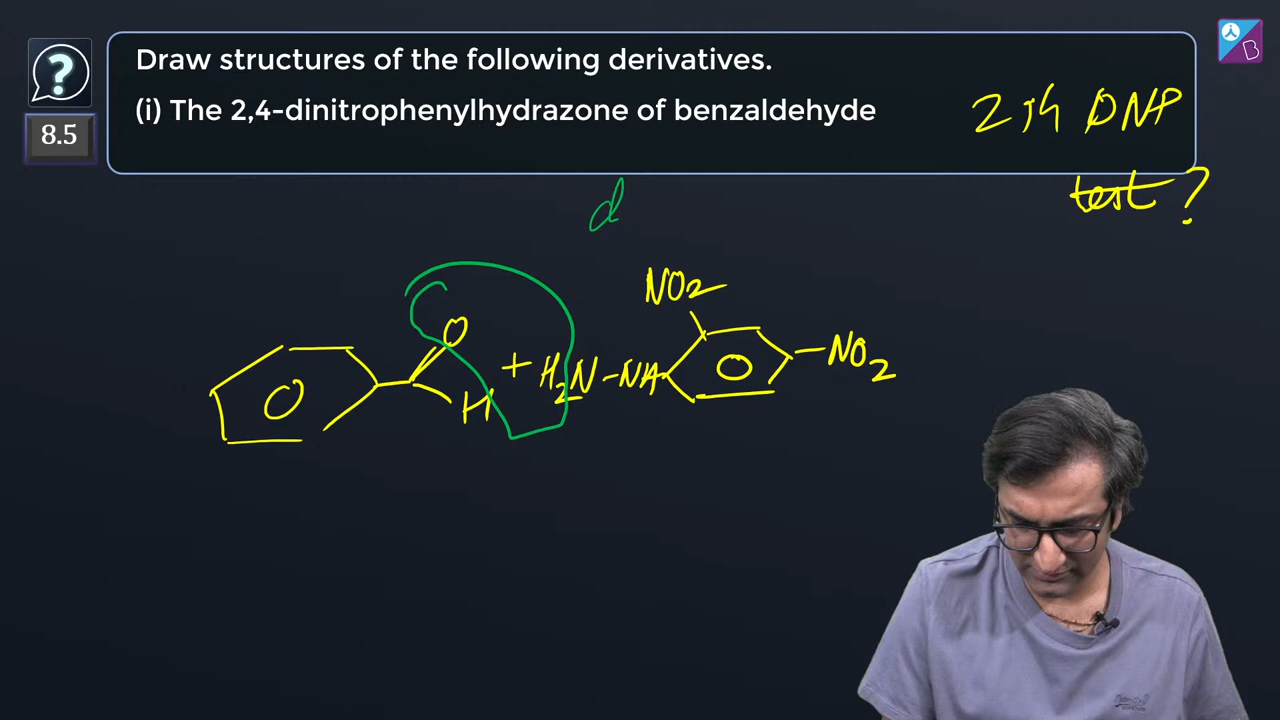 Draw structures of the following derivatives.
8.5
(i) The 2,4-dinitrophenylhydrazone of benzaldehyde
2,4 DNP
test?
d
NO2
O
H + H2N-NH
NO2